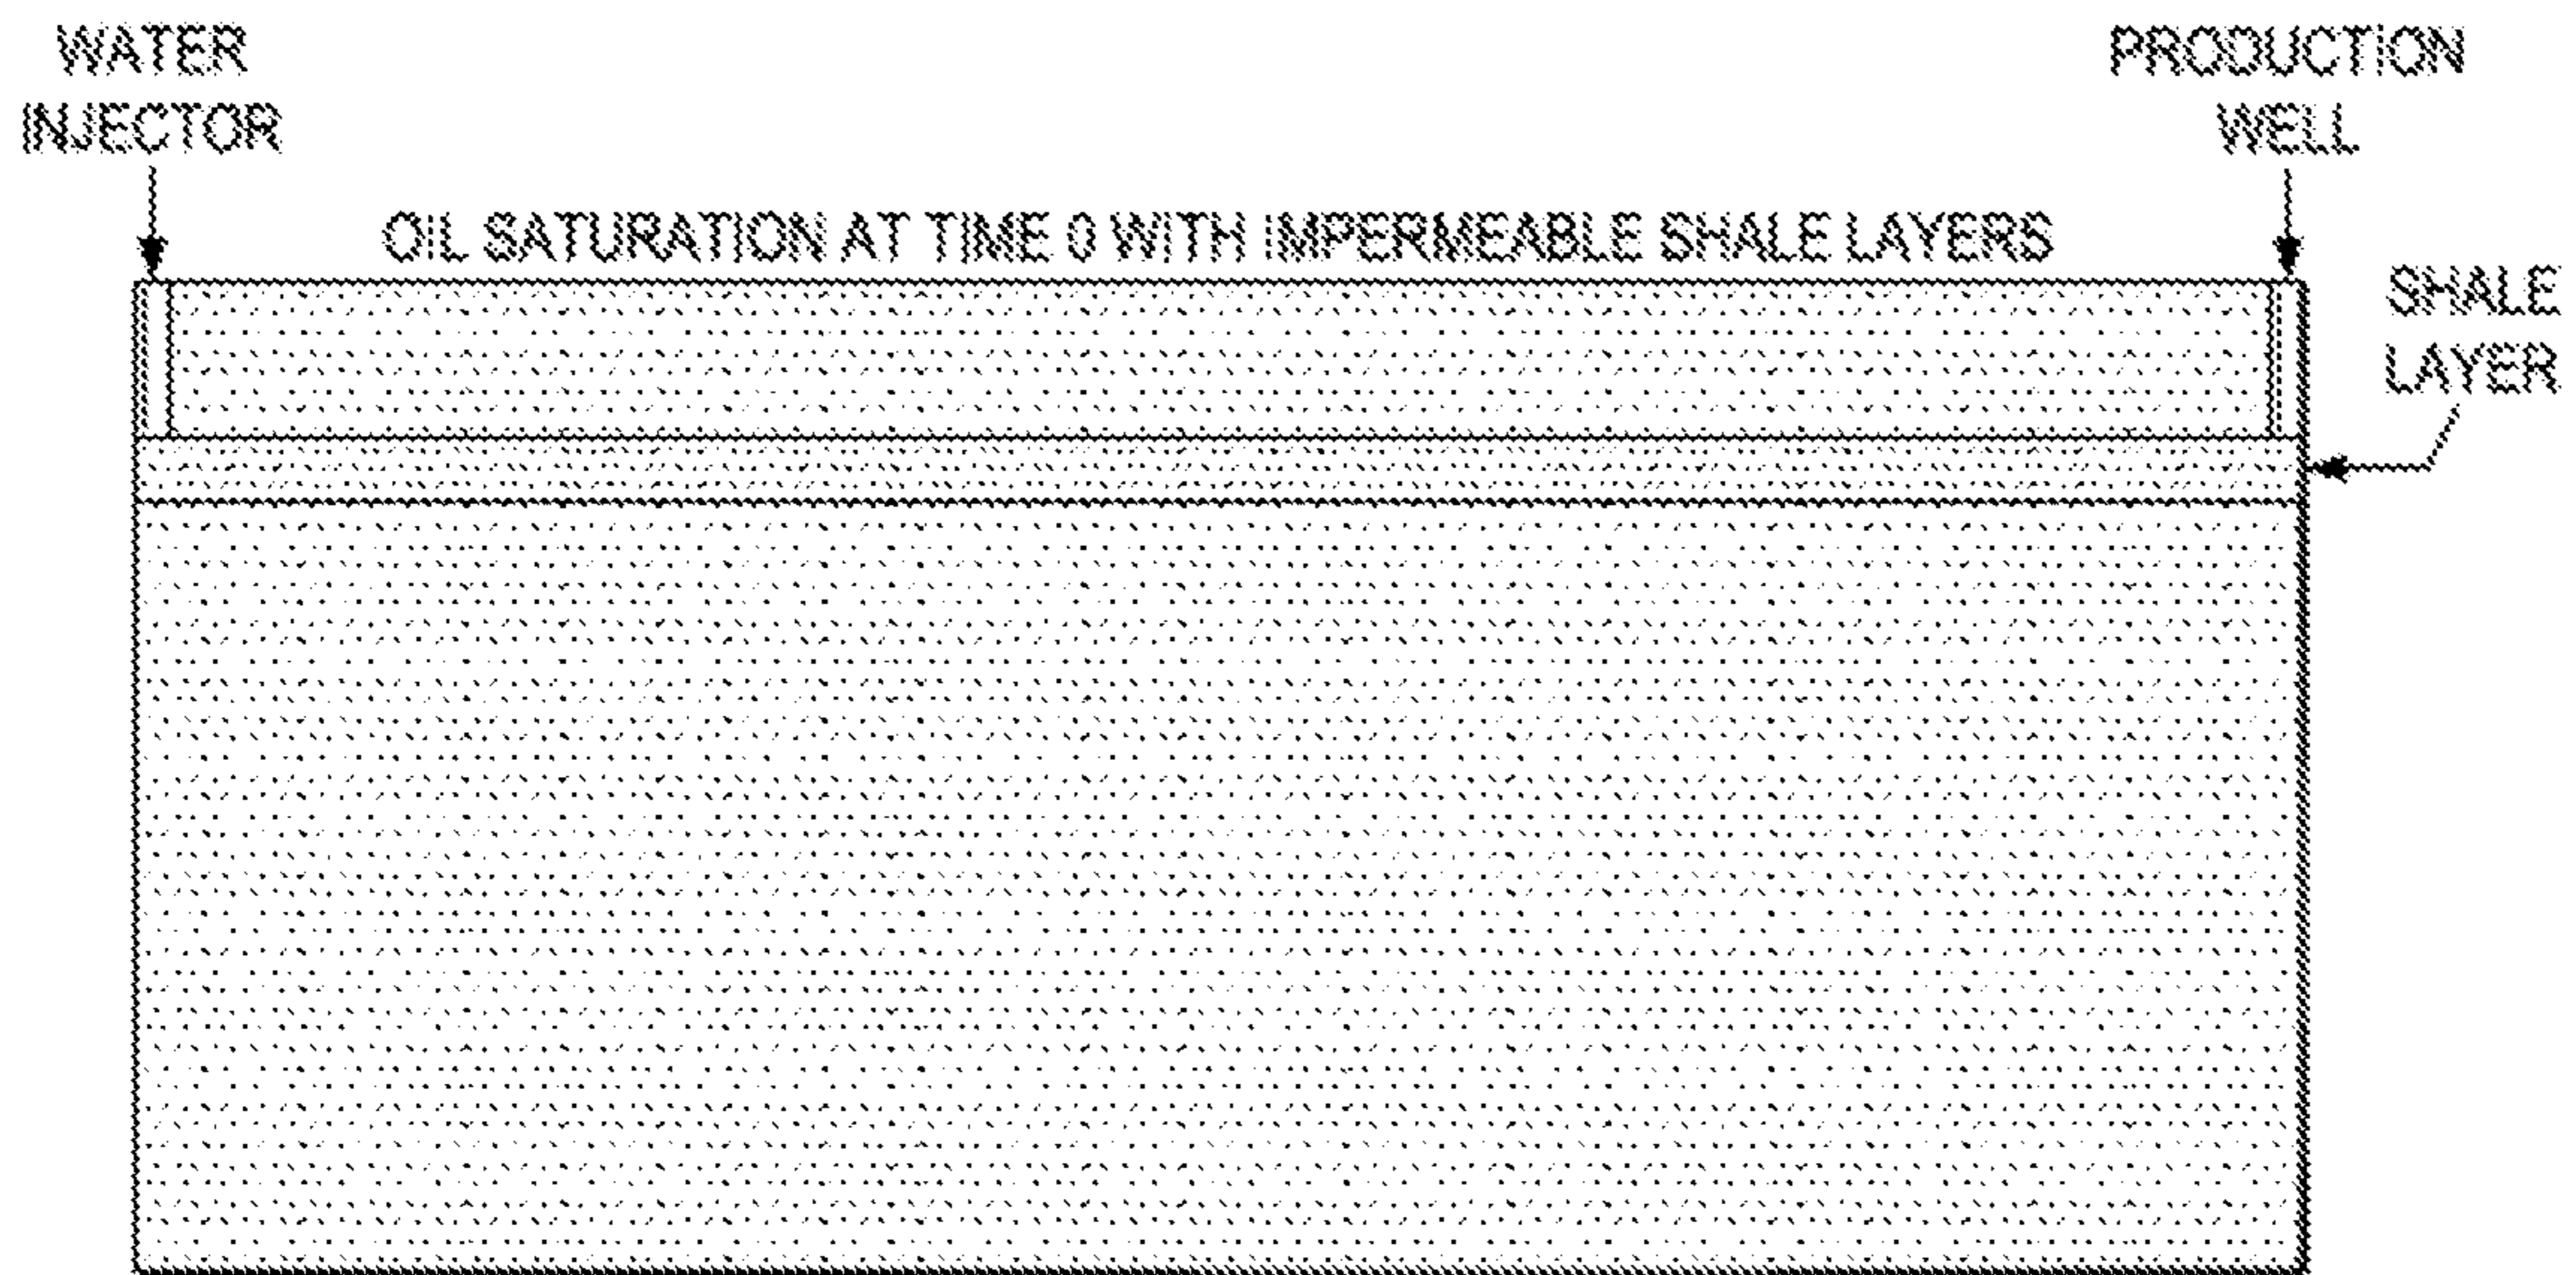 WATER
INJECTOR
PRODUCTION
WELL
OIL SATURATION AT TIME 0 WITH IMPERMEABLE SHALE LAYERS
SHALE
LAYER